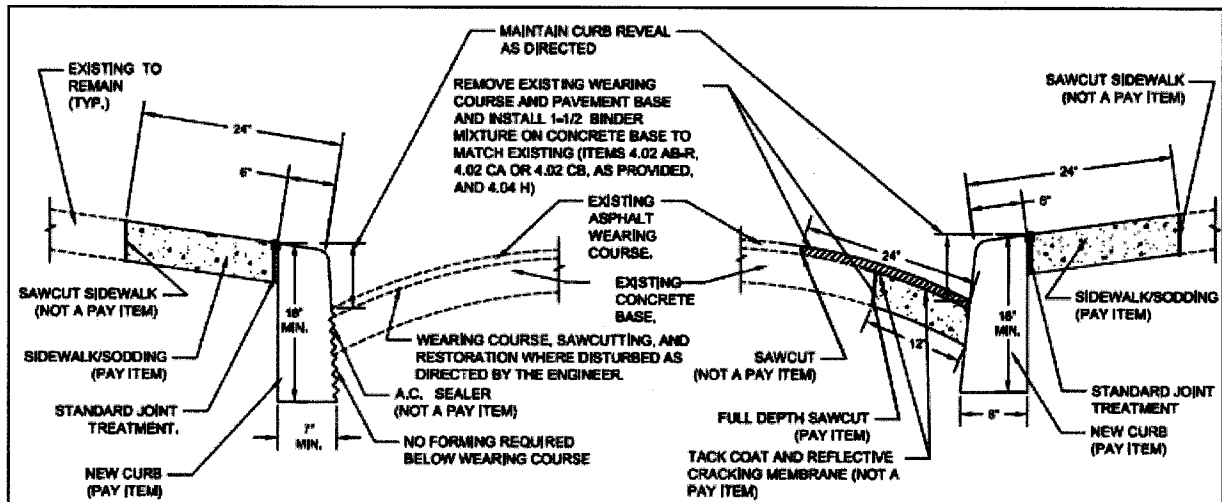 MAINTAIN CURB REVEAL
AS DIRECTED
EXISTING TO
REMAIN
(TYP.)
REMOVE EXISTING WEARING
COURSE AND PAVEMENT BASE
AND INSTALL 1-1/2 BINDER
MIXTURE ON CONCRETE BASE TO
MATCH EXISTING (ITEMS 4.02 AB-R,
4.02 CA OR 4.02 CB, AS PROVIDED,
AND 4.04 H)
SAWCUT SIDEWALK
(NOT A PAY ITEM)
24"
6"
24"
6"
EXISTING
ASPHALT
WEARING
COURSE.
24"
EXISTING
CONCRETE
BASE,
SAWCUT SIDEWALK
(NOT A PAY ITEM)
18"
MIN.
SIDEWALK/SODDING
(PAY ITEM)
18"
MIN.
SIDEWALK/SODDING
(PAY ITEM)
WEARING COURSE, SAWCUTTING, AND
RESTORATION WHERE DISTURBED AS
DIRECTED BY THE ENGINEER.
12"
SAWCUT
(NOT A PAY ITEM)
A.C. SEALER
(NOT A PAY ITEM)
STANDARD JOINT
TREATMENT.
STANDARD JOINT
TREATMENT
7"
MIN.
8"
FULL DEPTH SAWCUT
(PAY ITEM)
NO FORMING REQUIRED
BELOW WEARING COURSE
NEW CURB
(PAY ITEM)
TACK COAT AND REFLECTIVE
CRACKING MEMBRANE (NOT A
PAY ITEM)
NEW CURB
(PAY ITEM)